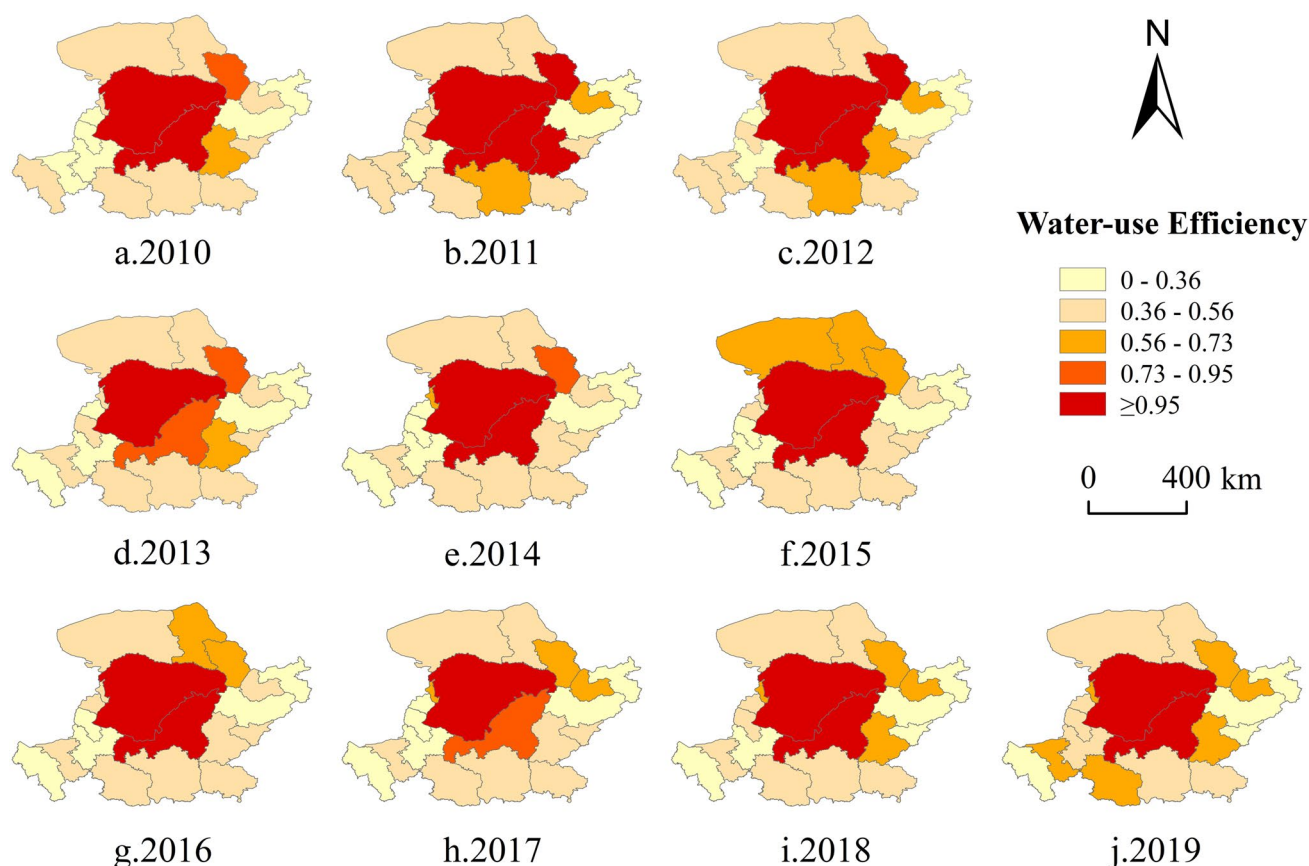 N
a.2010
b.2011
c.2012
Water-use Efficiency
0 - 0.36
0.36 - 0.56
0.56 - 0.73
0.73 - 0.95
≥0.95
0 400 km
d.2013
e.2014
f.2015
g.2016
h.2017
i.2018
j.2019